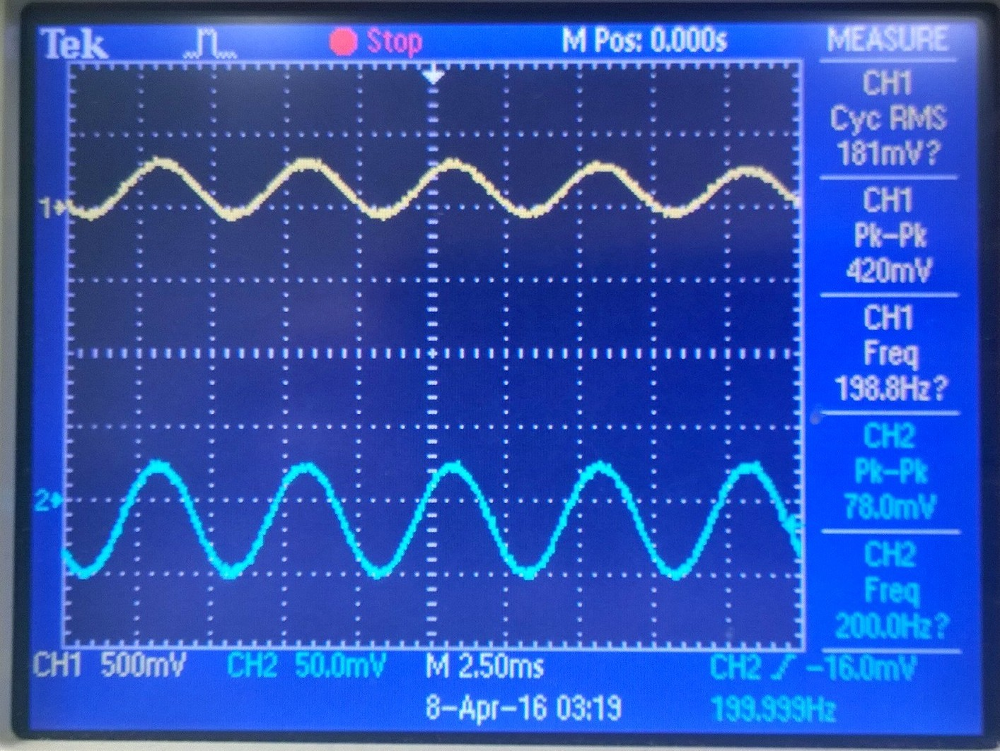 Tek Stop M Pos: 0.000s MEASURE
CH1
Cyc RMS
181mV?
CH1
Pk-Pk
420mV
CH1
Freq
198.8Hz?
CH2
Pk-Pk
78.0mV
CH2
Freq
200.0Hz?
1
2
CH1 500mV CH2 50.0mV M 2.50ms CH2 -16.0mV
8-Apr-16 03:19 199.999Hz